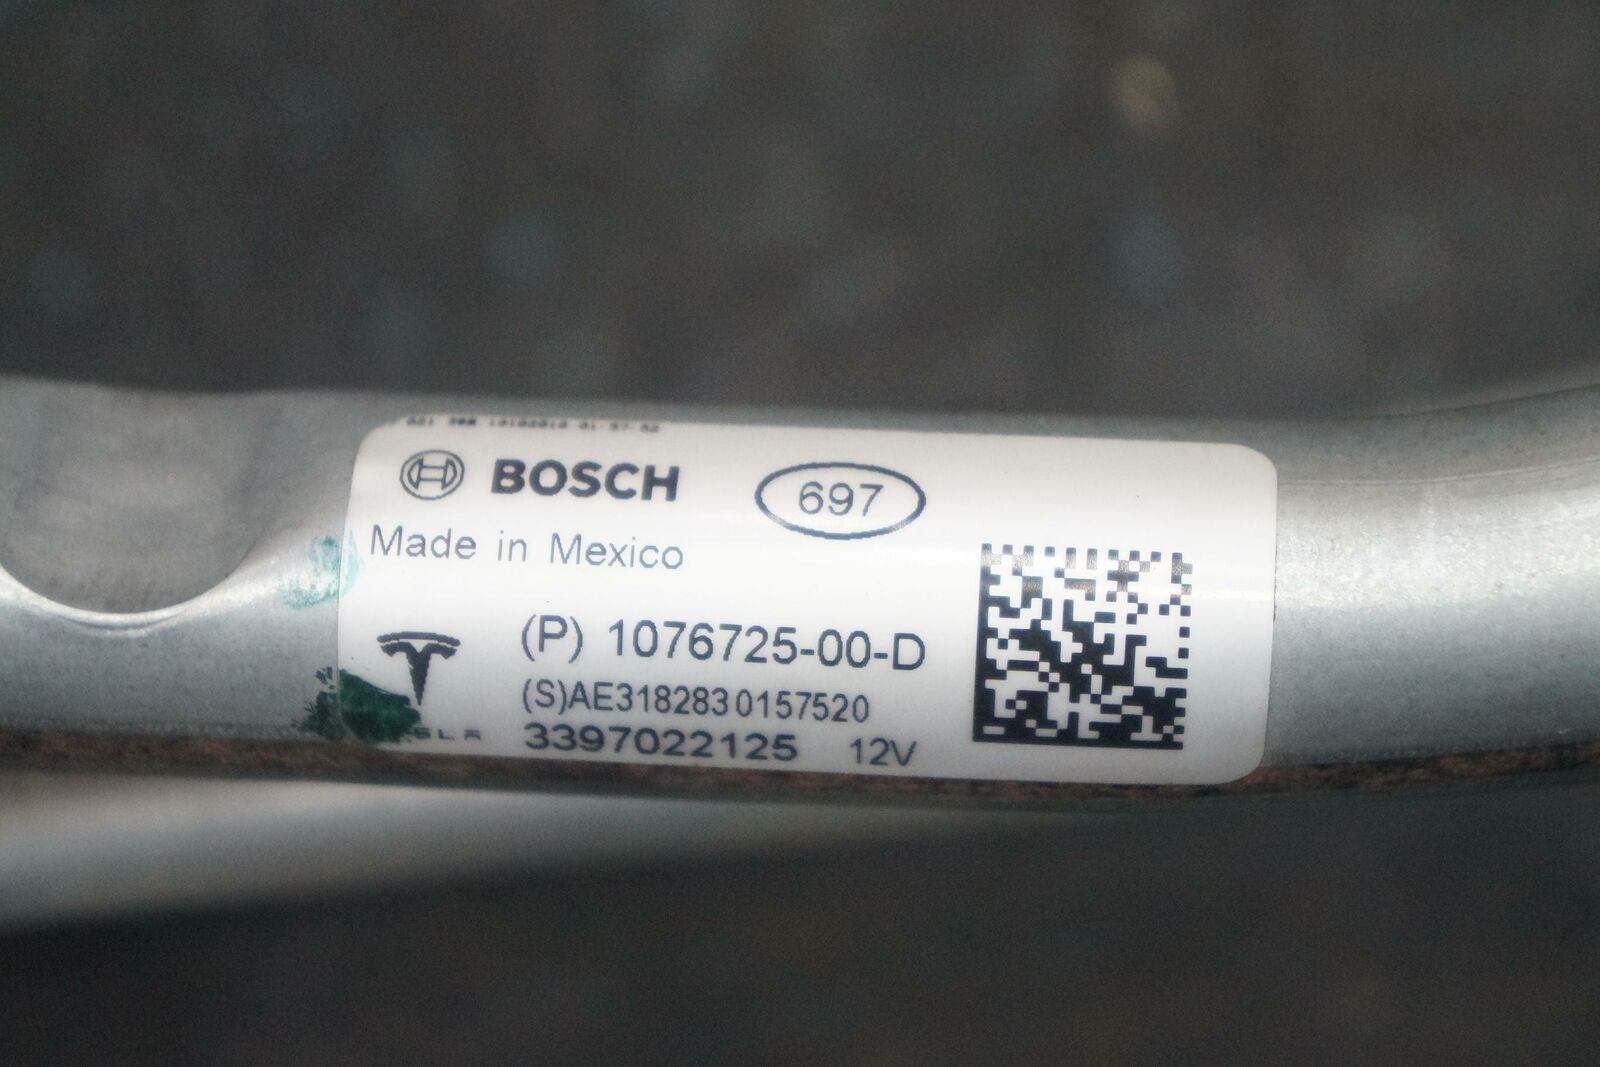 BOSCH
697
Made in Mexico
(P) 1076725-00-D
(S)AE3182830157520
3397022125 12V